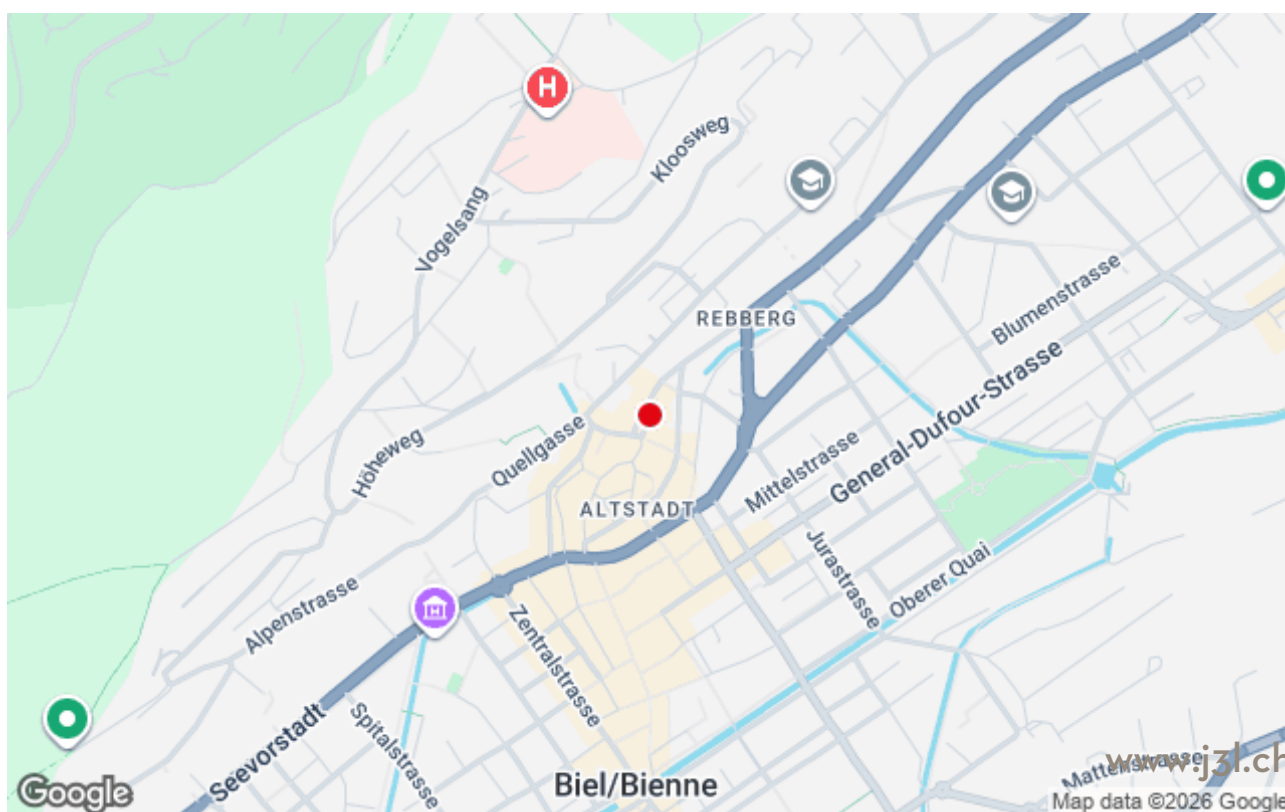 H
Kloosweg
Vogelsang
REBBERG
Blumenstrasse
General-Dufour-Strasse
Höheweg
Quellgasse
Mittelstrasse
ALTSTADT
Jurastrasse
Oberer Quai
Alpenstrasse
Zentralstrasse
Seevorstadt
Spitalstrasse
Biel/Bienne
Mattenstrasse
www.j3l.ch
Google
Map data ©2026 Google